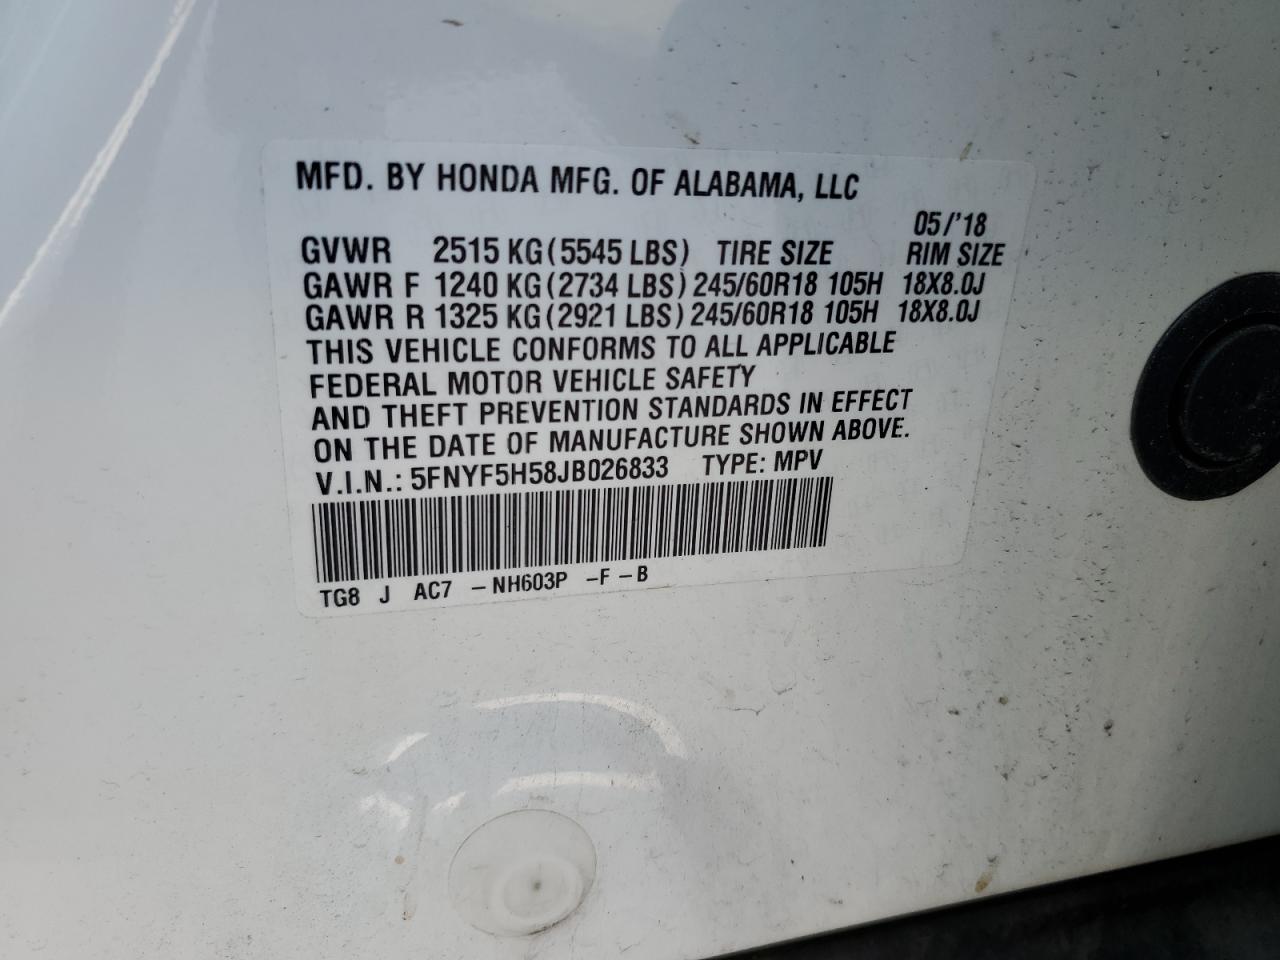 MFD. BY HONDA MFG. OF ALABAMA, LLC
05/'18
GVWR 2515 KG(5545 LBS) TIRE SIZE RIM SIZE
GAWR F 1240 KG(2734 LBS)245/60R18 105H 18X8.0J
GAWR R 1325 KG(2921 LBS)245/60R18 105H 18X8.0J
THIS VEHICLE CONFORMS TO ALL APPLICABLE
FEDERAL MOTOR VEHICLE SAFETY
AND THEFT PREVENTION STANDARDS IN EFFECT
ON THE DATE OF MANUFACTURE SHOWN ABOVE.
V.I.N.: 5FNYF5H58JB026833 TYPE: MPV
TG8 J AC7 -NH603P -F-B